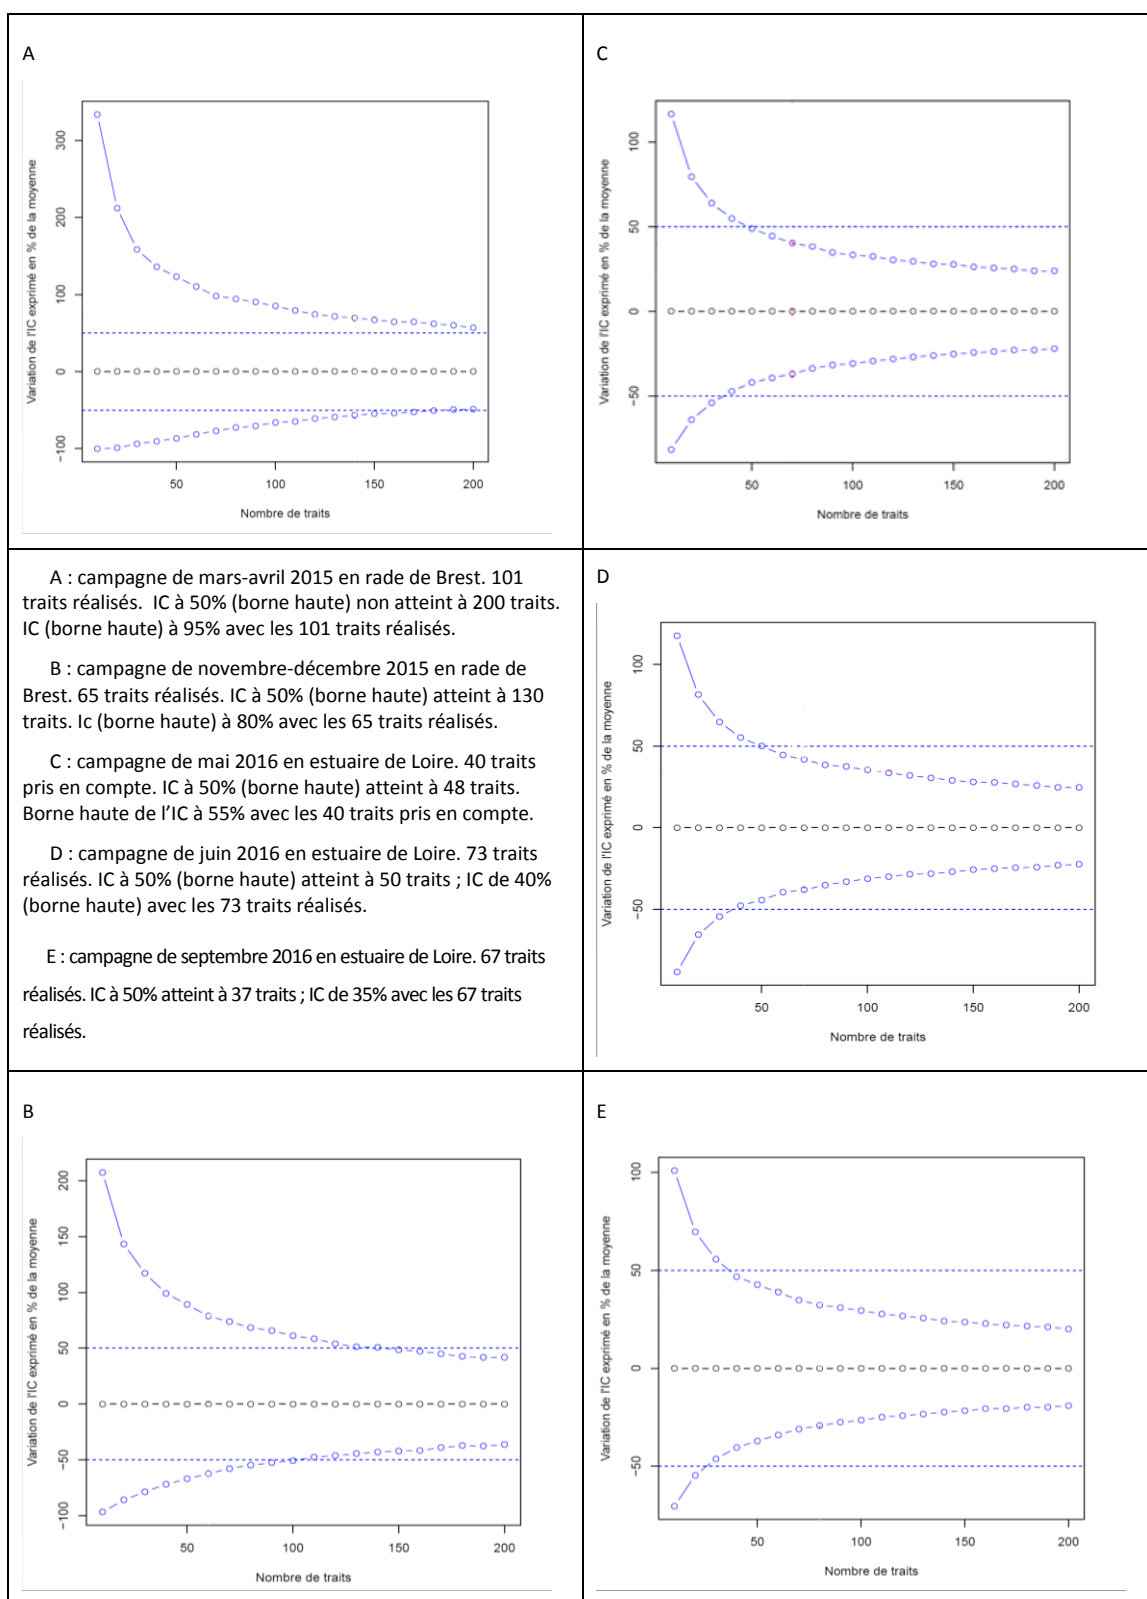 A
Variation de l'IC exprimé en % de la moyenne
300
200
100
0
-100
50
100
150
200
Nombre de traits
C
Variation de l'IC exprimé en % de la moyenne
100
50
0
-50
50
100
150
200
Nombre de traits
A : campagne de mars-avril 2015 en rade de Brest. 101
traits réalisés. IC à 50% (borne haute) non atteint à 200 traits.
IC (borne haute) à 95% avec les 101 traits réalisés.
B : campagne de novembre-décembre 2015 en rade de
Brest. 65 traits réalisés. IC à 50% (borne haute) atteint à 130
traits. Ic (borne haute) à 80% avec les 65 traits réalisés.
C : campagne de mai 2016 en estuaire de Loire. 40 traits
pris en compte. IC à 50% (borne haute) atteint à 48 traits.
Borne haute de l'IC à 55% avec les 40 traits pris en compte.
D : campagne de juin 2016 en estuaire de Loire. 73 traits
réalisés. IC à 50% (borne haute) atteint à 50 traits ; IC de 40%
(borne haute) avec les 73 traits réalisés.
E : campagne de septembre 2016 en estuaire de Loire. 67 traits
réalisés. IC à 50% atteint à 37 traits ; IC de 35% avec les 67 traits
réalisés.
D
Variation de l'IC exprimé en % de la moyenne
100
50
0
-50
50
100
150
200
Nombre de traits
B
Variation de l'IC exprimé en % de la moyenne
200
150
100
50
0
-50
-100
50
100
150
200
Nombre de traits
E
Variation de l'IC exprimé en % de la moyenne
100
50
0
-50
50
100
150
200
Nombre de traits